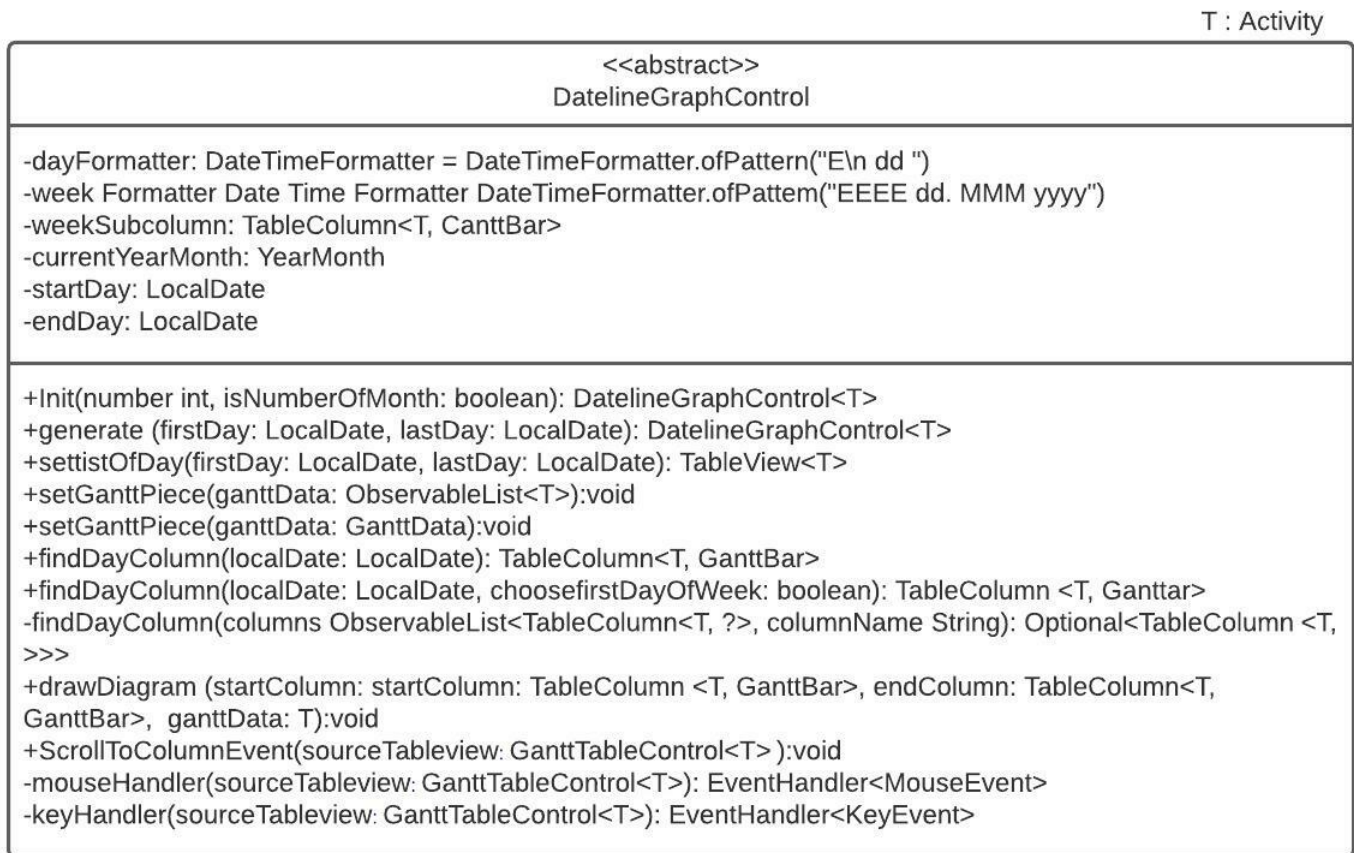 T : Activity
<<abstract>>
DatelineGraphControl
-dayFormatter: DateTimeFormatter = DateTimeFormatter.ofPattern("E\n dd ")
-week Formatter Date Time Formatter DateTimeFormatter.ofPattem("EEEE dd. MMM yyyy")
-weekSubcolumn: TableColumn<T, CanttBar>
-currentYearMonth: YearMonth
-startDay: LocalDate
-endDay: LocalDate
+Init(number int, isNumberOfMonth: boolean): DatelineGraphControl<T>
+generate (firstDay: LocalDate, lastDay: LocalDate): DatelineGraphControl<T>
+settistOfDay(firstDay: LocalDate, lastDay: LocalDate): TableView<T>
+setGanttPiece(ganttData: ObservableList<T>):void
+setGanttPiece(ganttData: GanttData):void
+findDayColumn(localDate: LocalDate): TableColumn<T, GanttBar>
+findDayColumn(localDate: LocalDate, choosefirstDayOfWeek: boolean): TableColumn <T, Ganttar>
-findDayColumn(columns ObservableList<TableColumn<T, ?>, columnName String): Optional<TableColumn <T,
>>>
+drawDiagram (startColumn: startColumn: TableColumn <T, GanttBar>, endColumn: TableColumn<T,
GanttBar>,  ganttData: T):void
+ScrollToColumnEvent(sourceTableview: GanttTableControl<T> ):void
-mouseHandler(sourceTableview: GanttTableControl<T>): EventHandler<MouseEvent>
-keyHandler(sourceTableview: GanttTableControl<T>): EventHandler<KeyEvent>